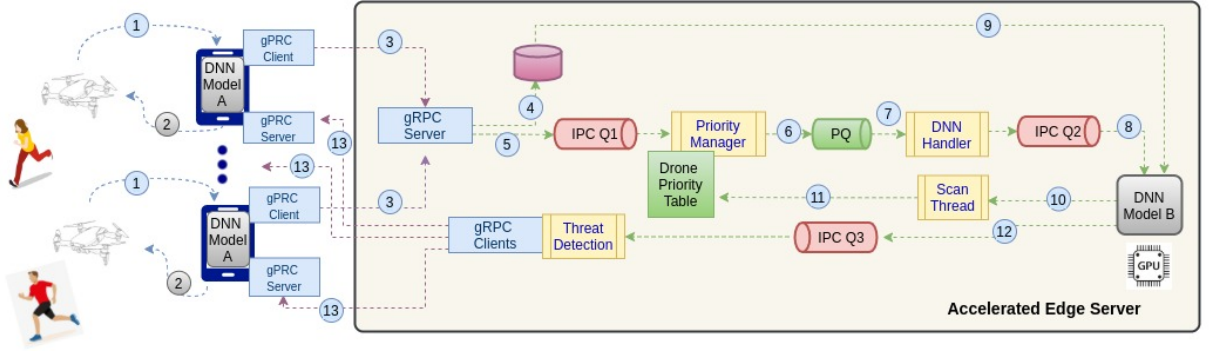 1
3
9
gPRC
Client
DNN
Model
A
2
4
gRPC
Server
gPRC
Server
5
IPC Q1
Priority
Manager
6
PQ
7
DNN
Handler
IPC Q2
8
13
13
1
3
gPRC
Client
DNN
Model
A
Drone
Priority
Table
11
Scan
Thread
10
DNN
Model B
gRPC
Clients
Threat
Detection
IPC Q3
12
2
gPRC
Server
13
GPU
Accelerated Edge Server